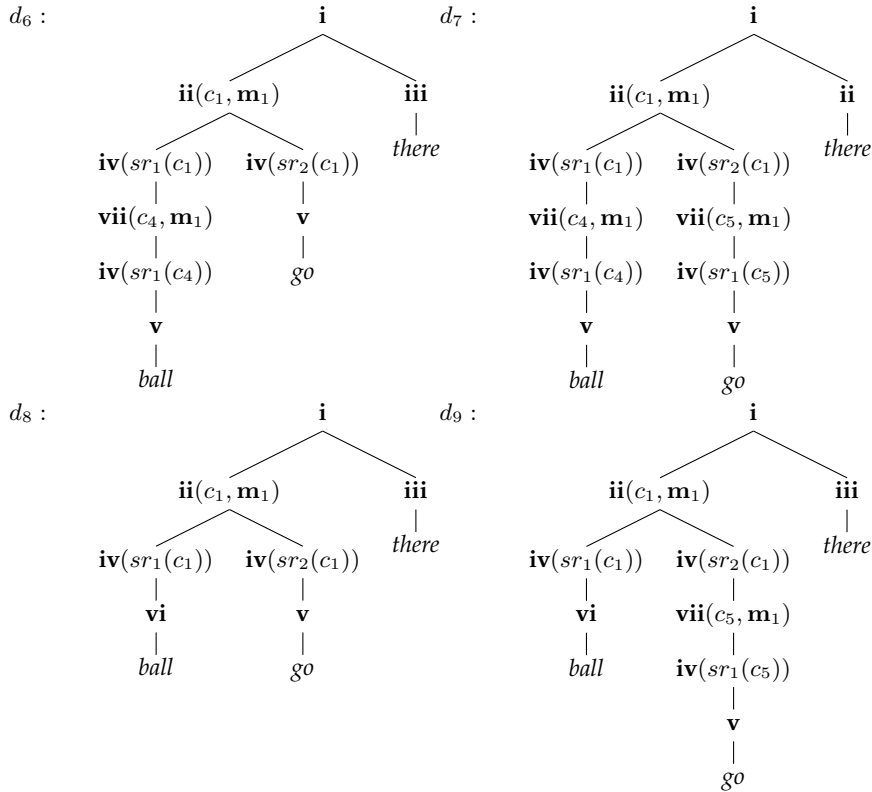 d₆ : i d₇ : i
ii(c₁, m₁) iii ii(c₁, m₁) ii
iv(sr₁(c₁)) iv(sr₂(c₁)) there iv(sr₁(c₁)) iv(sr₂(c₁)) there
vii(c₄, m₁) v vii(c₄, m₁) vii(c₅, m₁)
iv(sr₁(c₄)) go iv(sr₁(c₄)) iv(sr₁(c₅))
v v v
ball ball go
d₈ : i d₉ : i
ii(c₁, m₁) iii ii(c₁, m₁) iii
iv(sr₁(c₁)) iv(sr₂(c₁)) there iv(sr₁(c₁)) iv(sr₂(c₁)) there
vi v vi vii(c₅, m₁)
ball go ball iv(sr₁(c₅))
v
go